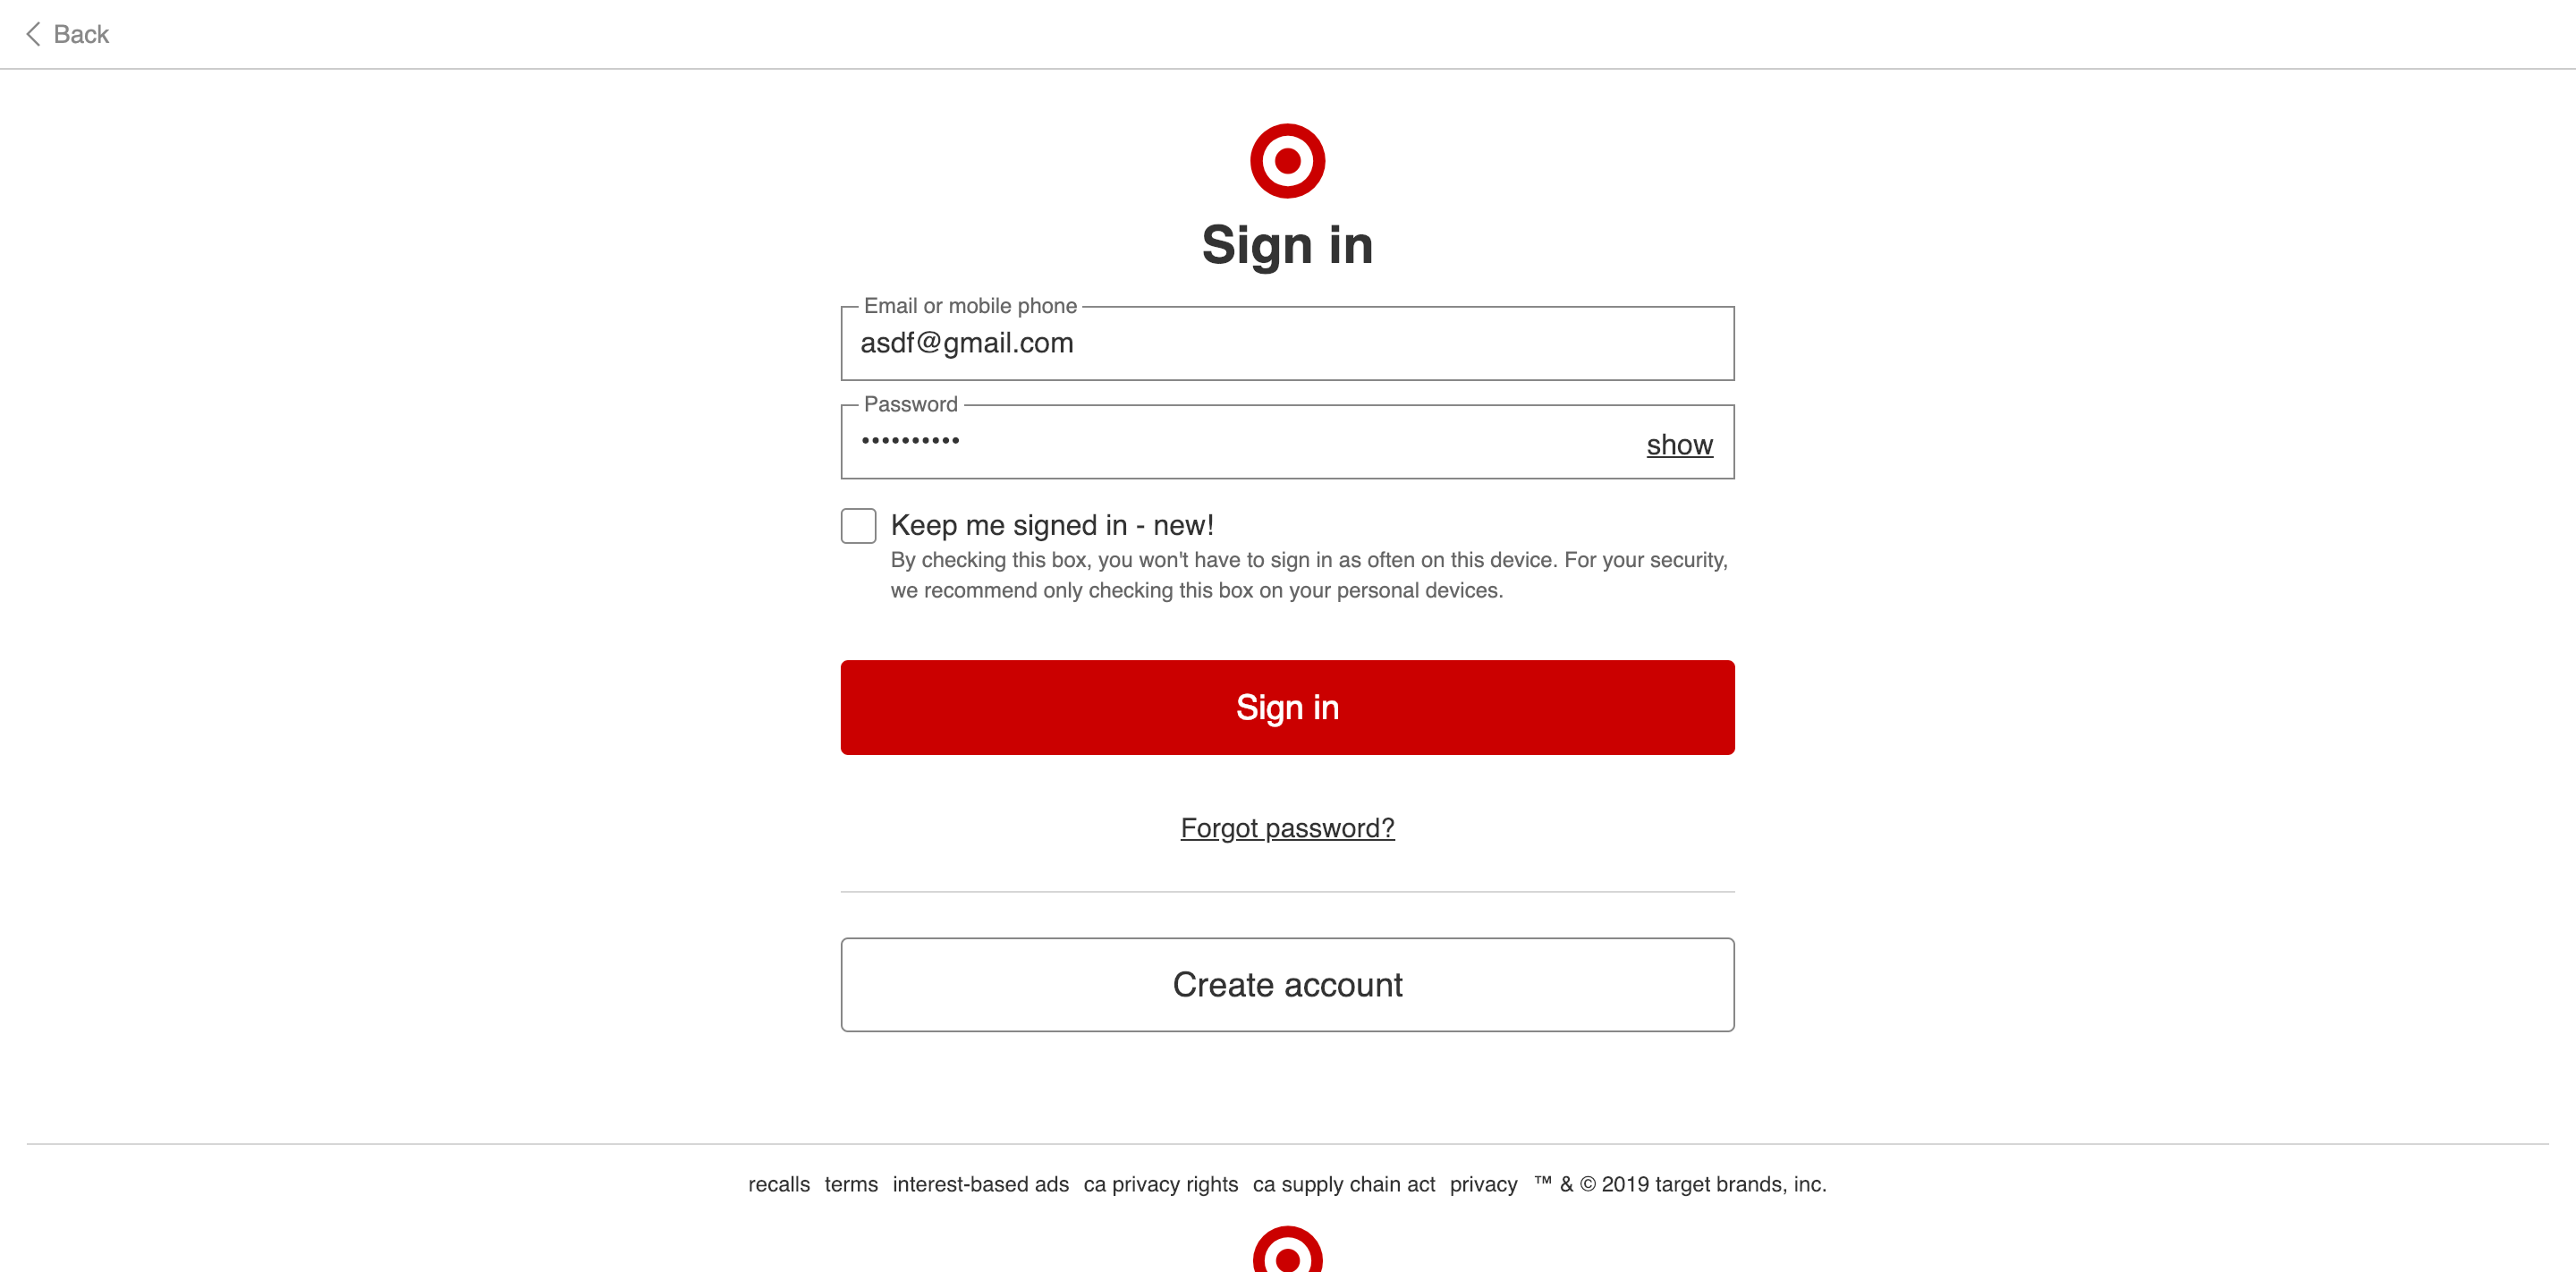 Back
Sign in
Email or mobile phone
asdf@gmail.com
Password
••••••••••
show
Keep me signed in - new!
By checking this box, you won't have to sign in as often on this device. For your security,
we recommend only checking this box on your personal devices.
Sign in
Forgot password?
Create account
recalls terms interest-based ads ca privacy rights ca supply chain act privacy ™ & © 2019 target brands, inc.